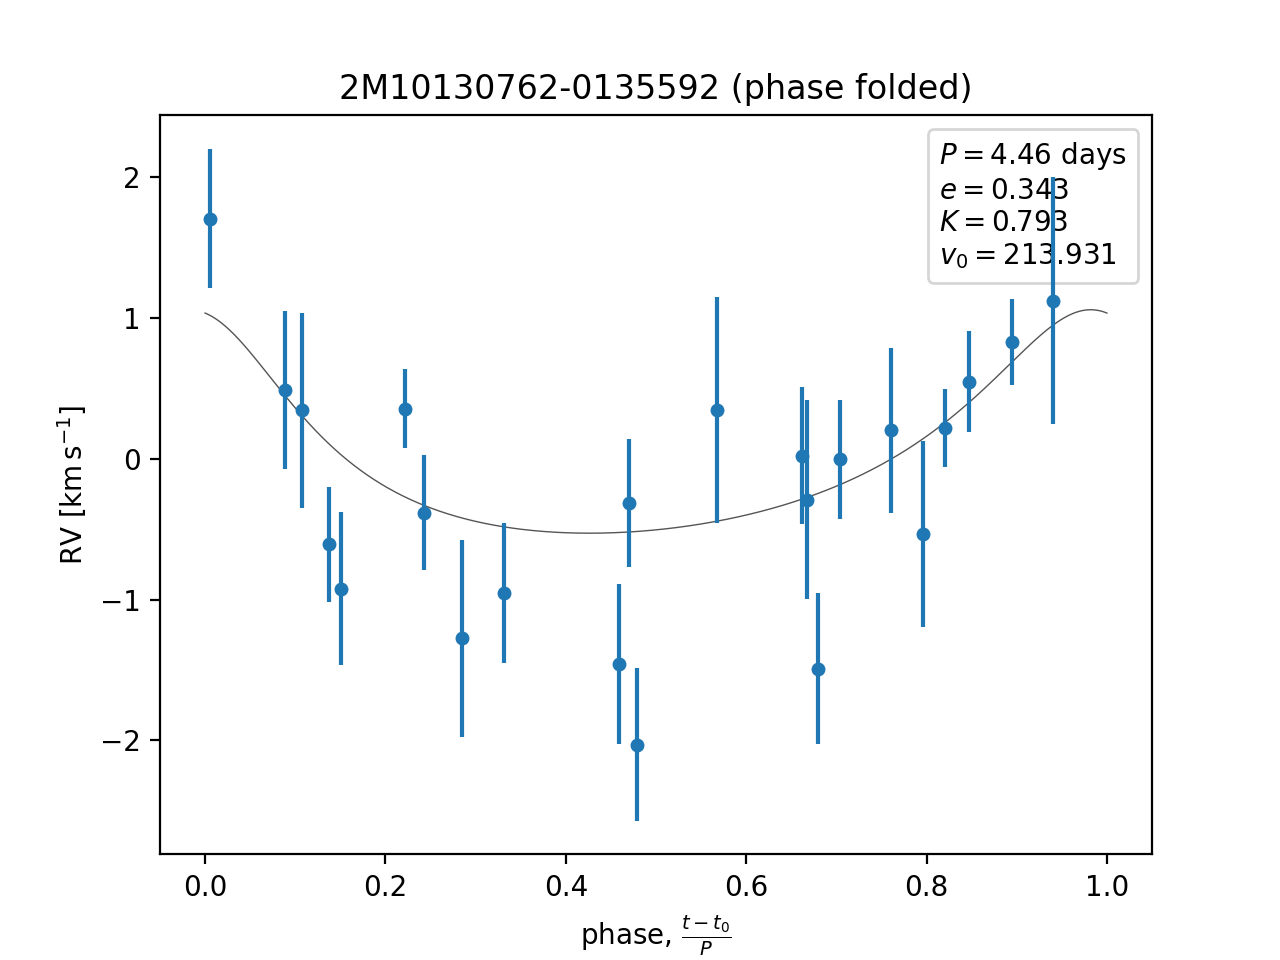 2M10130762-0135592 (phase folded)
P = 4.46 days
e = 0.343
K = 0.793
v₀ = 213.931
RV [km s⁻¹]
2
1
0
−1
−2
0.0 0.2 0.4 0.6 0.8 1.0
phase, (t − t₀)/P